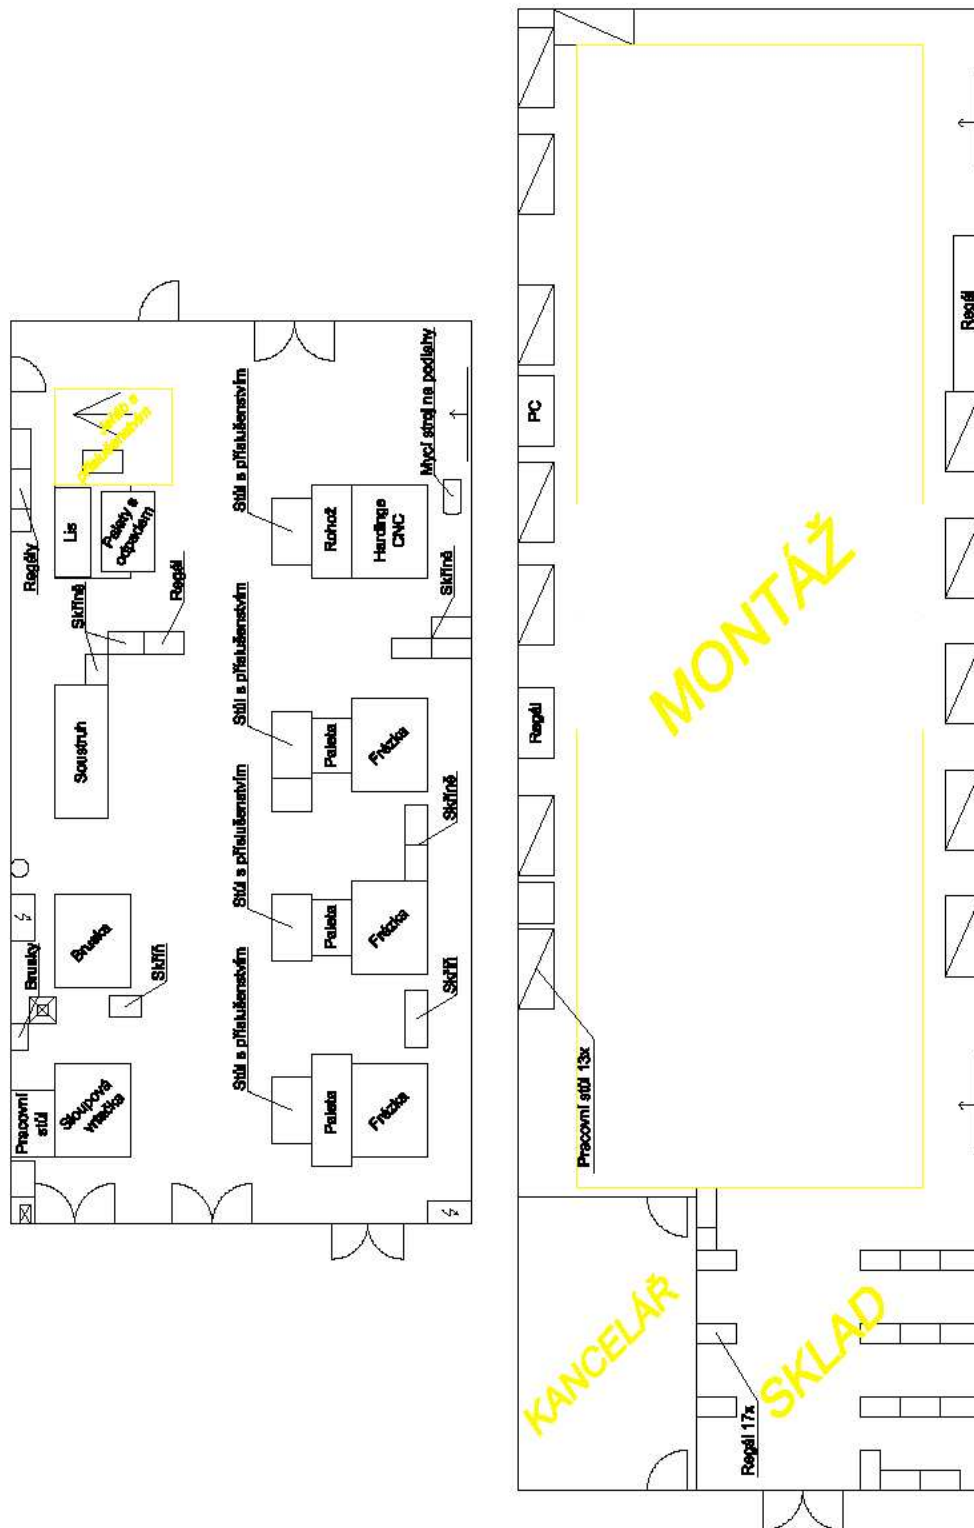 Regály
Lis
Palety s
odpadem
Jeřáb s
příslušenstvím
Skříně
Regál
Soustruh
Brusky
Bruska
Skříň
Pracovní
stůl
Sloupová
vrtačka
Stůl s příslušenstvím
Rohož
Hardinge
CNC
Mycí stroj na podlahy
Skříně
Stůl s příslušenstvím
Paleta
Frézka
Skříně
Stůl s příslušenstvím
Paleta
Frézka
Skříň
Stůl s příslušenstvím
Paleta
Frézka
PC
Regál
Regál
MONTÁŽ
Pracovní stůl 13x
KANCELÁŘ
SKLAD
Regál 17x